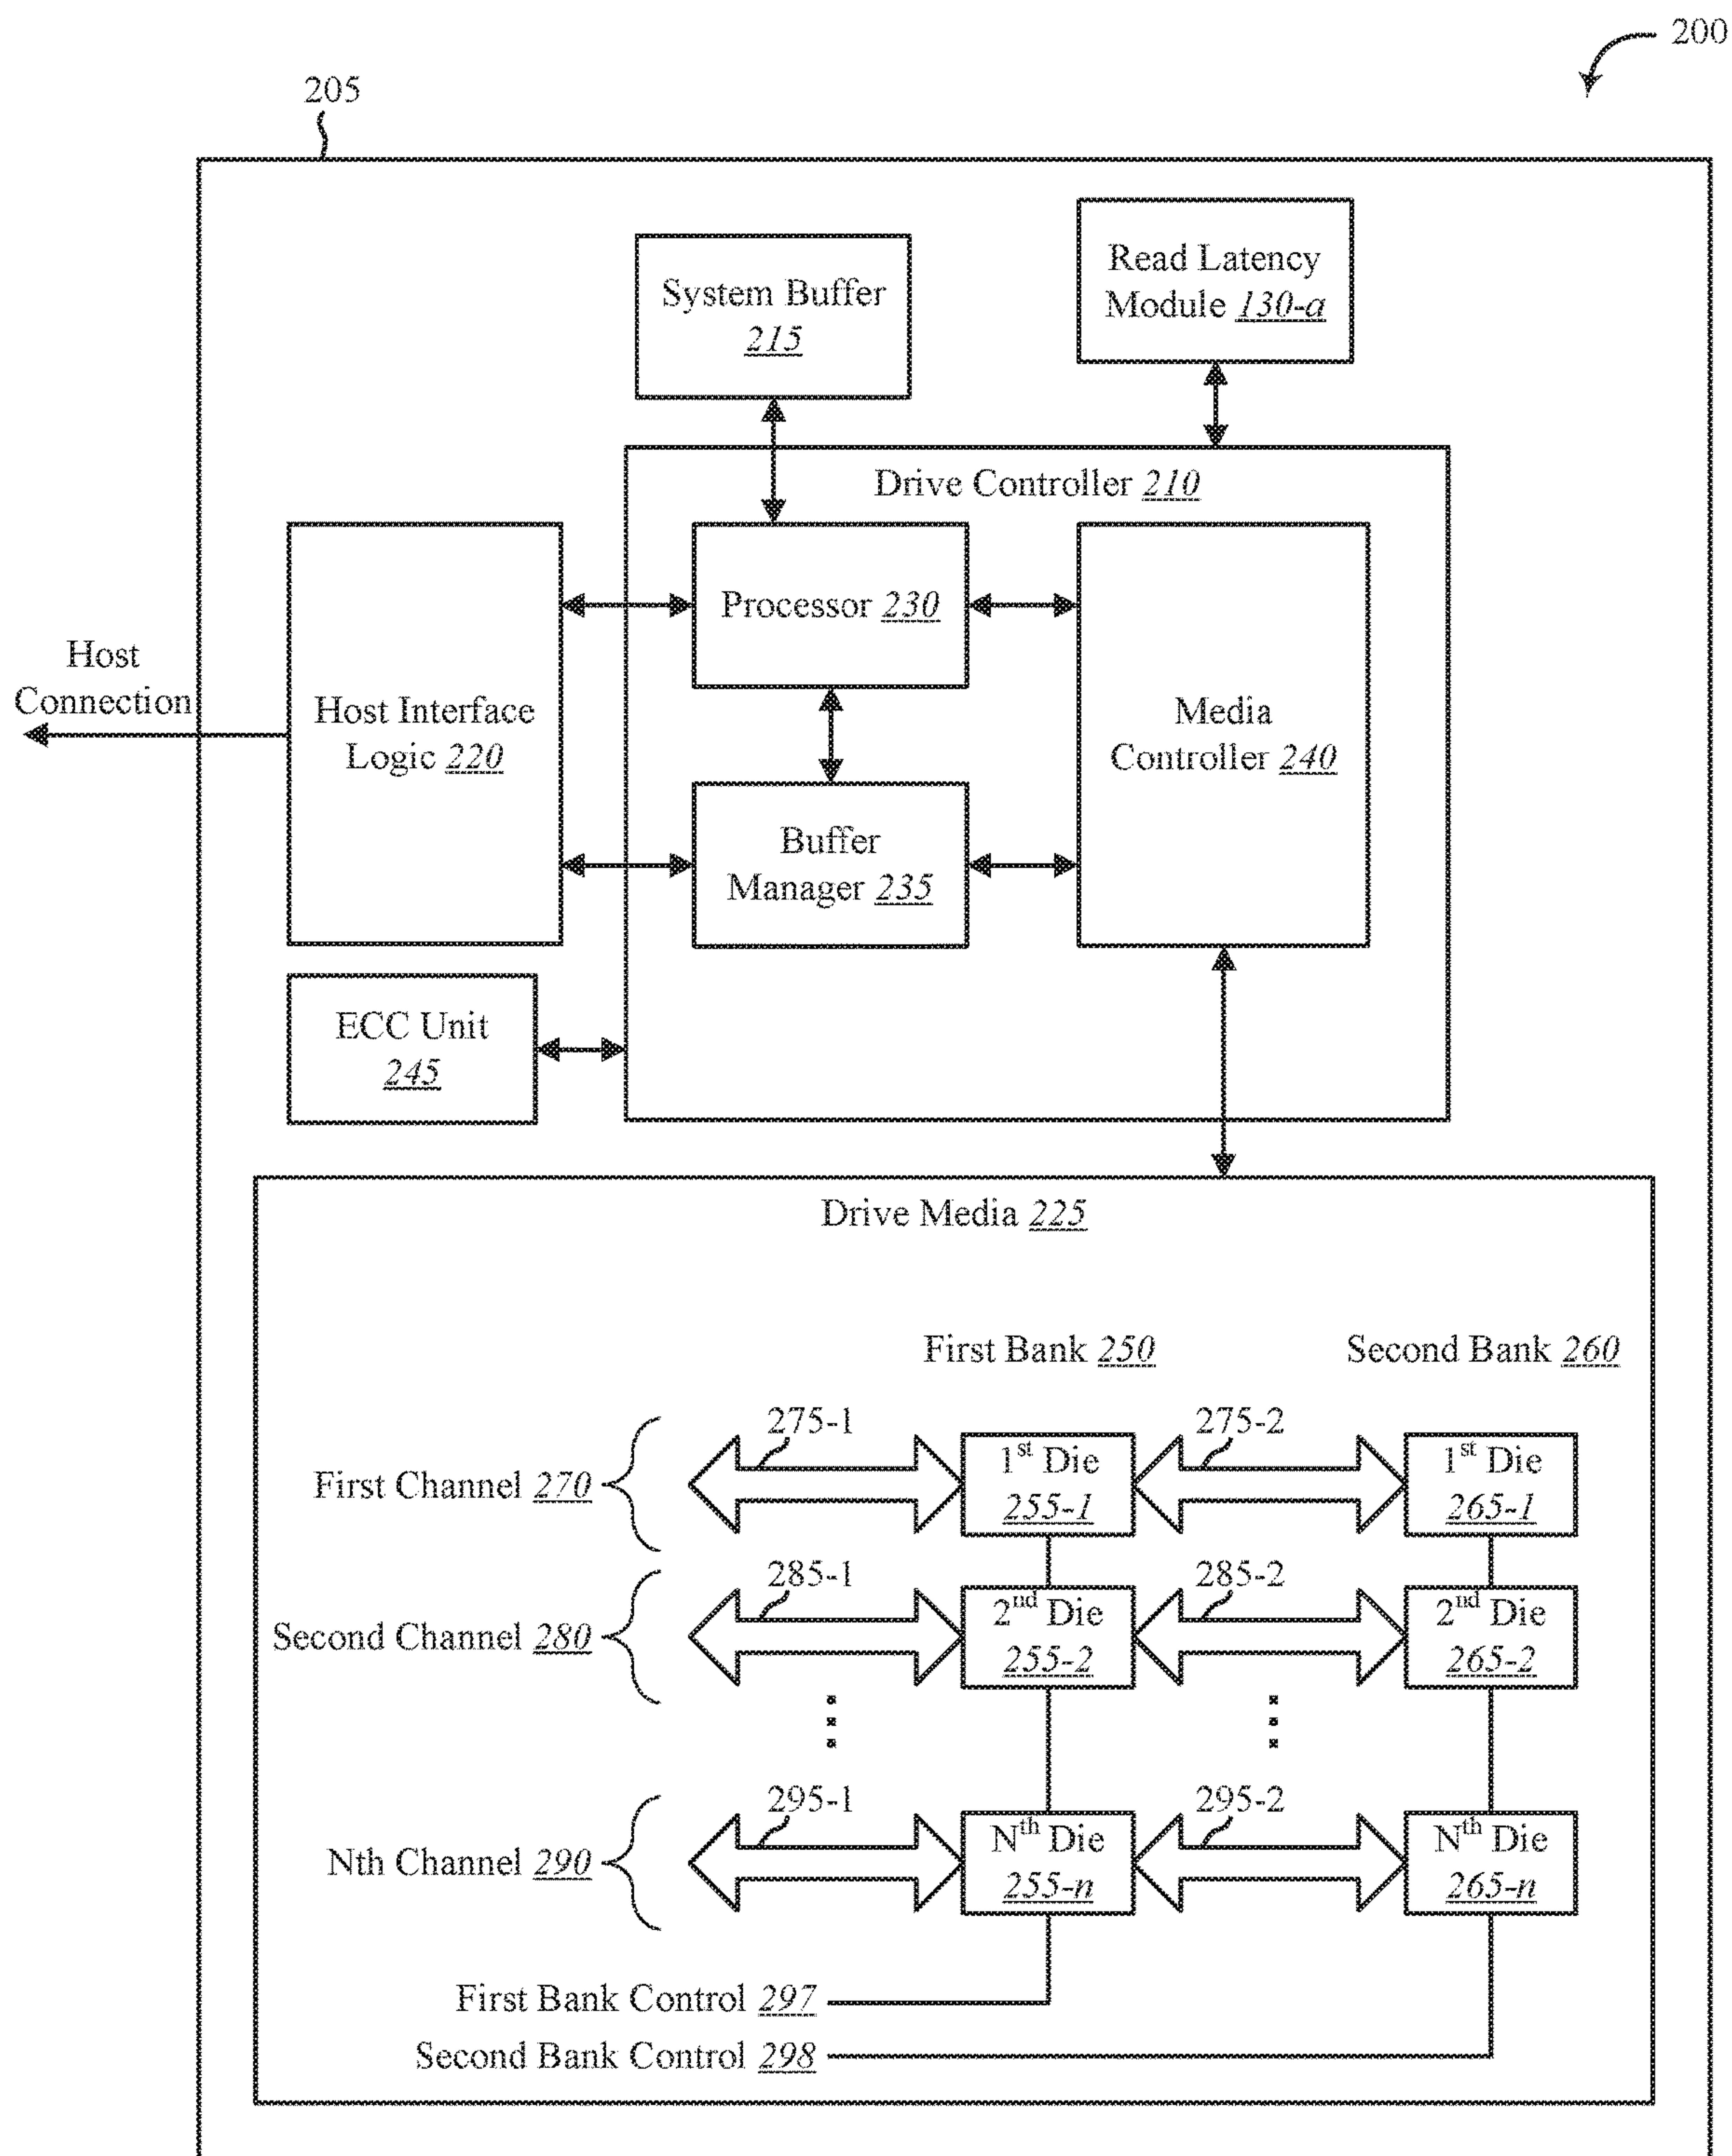 200
205
Read Latency
Module 130-a
System Buffer
215
Drive Controller 210
Processor 230
Host
Connection
Host Interface
Logic 220
Media
Controller 240
Buffer
Manager 235
ECC Unit
245
Drive Media 225
First Bank 250
Second Bank 260
275-1
275-2
First Channel 270
1st Die
255-1
1st Die
265-1
285-1
285-2
Second Channel 280
2nd Die
255-2
2nd Die
265-2
295-1
295-2
Nth Channel 290
Nth Die
255-n
Nth Die
265-n
First Bank Control 297
Second Bank Control 298